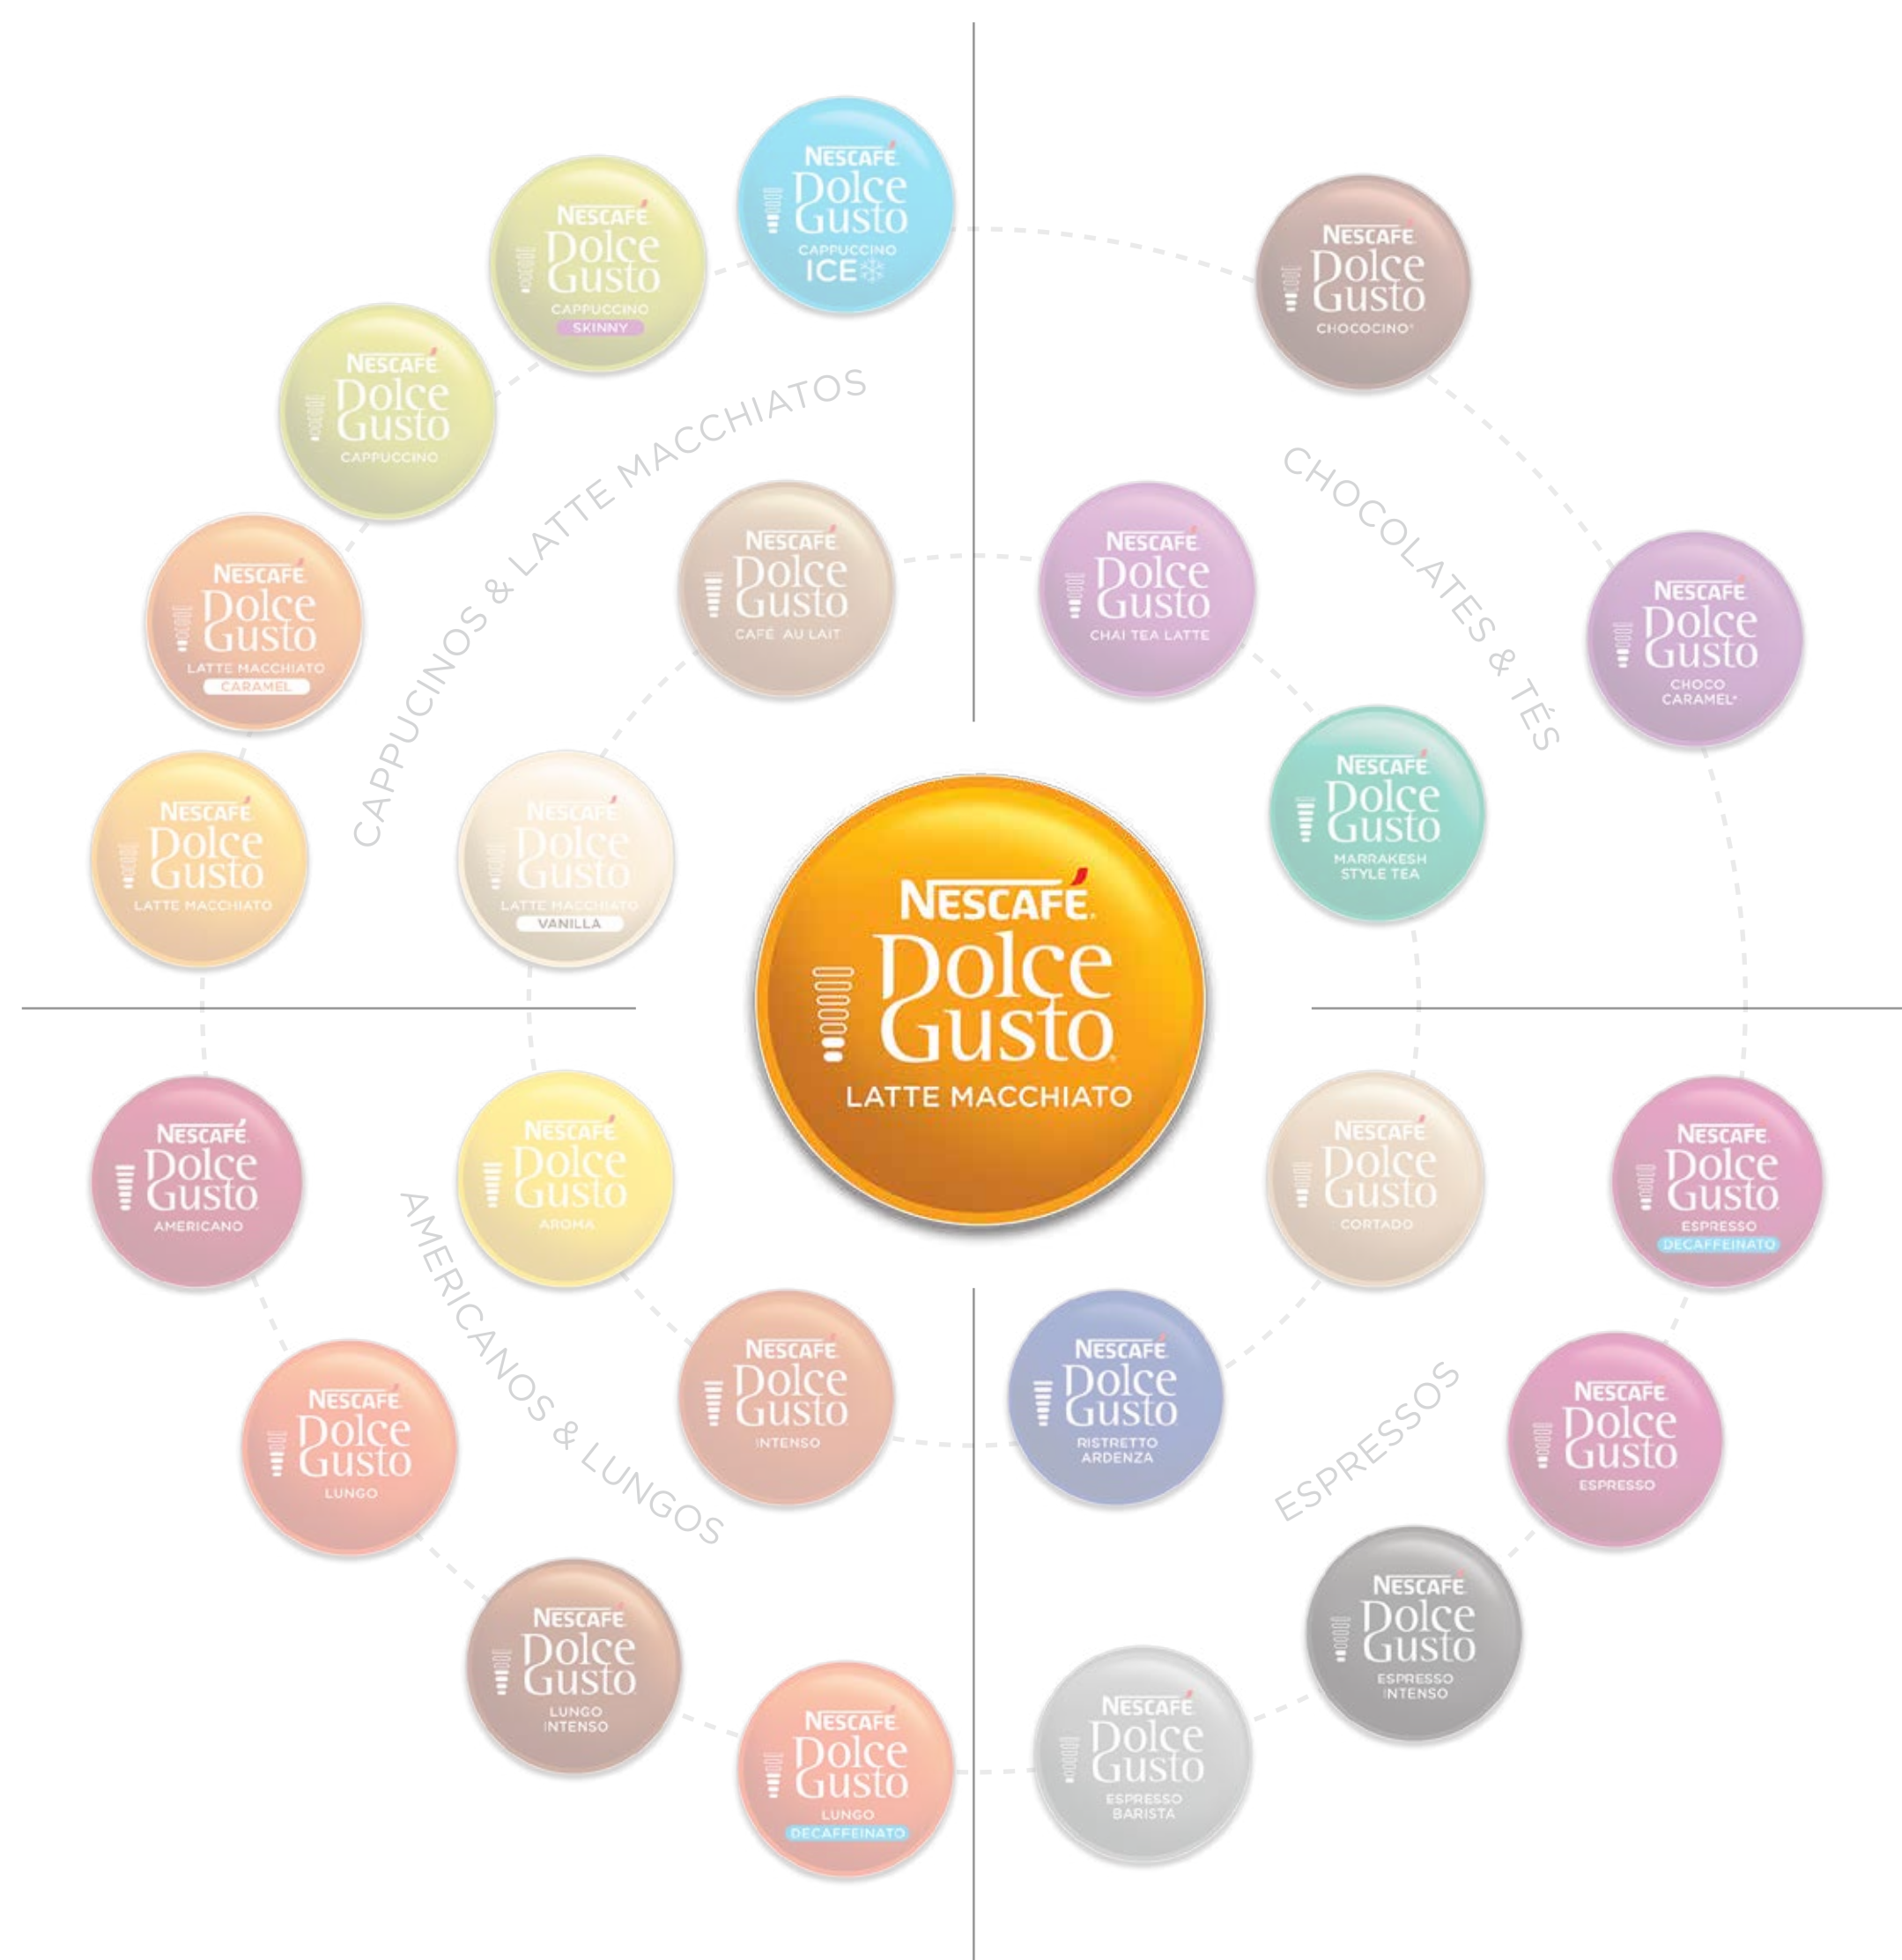 NESCAFÉ
Dolce
Gusto
CAPPUCCINO
ICE
NESCAFÉ
Dolce
Gusto
CAPPUCCINO
SKINNY
NESCAFÉ
Dolce
Gusto
CAPPUCCINO
NESCAFÉ
Dolce
Gusto
LATTE MACCHIATO
CARAMEL
NESCAFÉ
Dolce
Gusto
LATTE MACCHIATO
CAPPUCINOS & LATTE MACCHIATOS
NESCAFÉ
Dolce
Gusto
CAFÉ AU LAIT
NESCAFÉ
Dolce
Gusto
LATTE MACCHIATO
VANILLA
NESCAFÉ
Dolce
Gusto
CHOCOCINO*
NESCAFÉ
Dolce
Gusto
CHOCO
CARAMEL*
CHOCOLATES & TÉS
NESCAFÉ
Dolce
Gusto
CHAI TEA LATTE
NESCAFÉ
Dolce
Gusto
MARRAKESH
STYLE TEA
NESCAFÉ.
Dolce
Gusto
LATTE MACCHIATO
NESCAFÉ
Dolce
Gusto
AMERICANO
NESCAFÉ
Dolce
Gusto
AROMA
NESCAFÉ
Dolce
Gusto
INTENSO
AMERICANOS & LUNGOS
NESCAFÉ
Dolce
Gusto
LUNGO
NESCAFÉ
Dolce
Gusto
LUNGO
INTENSO
NESCAFÉ
Dolce
Gusto
LUNGO
DECAFFEINATO
NESCAFÉ
Dolce
Gusto
CORTADO
NESCAFÉ
Dolce
Gusto
ESPRESSO
DECAFFEINATO
NESCAFÉ
Dolce
Gusto
RISTRETTO
ARDENZA
ESPRESSOS
NESCAFÉ
Dolce
Gusto
ESPRESSO
NESCAFÉ
Dolce
Gusto
ESPRESSO
INTENSO
NESCAFÉ
Dolce
Gusto
ESPRESSO
BARISTA